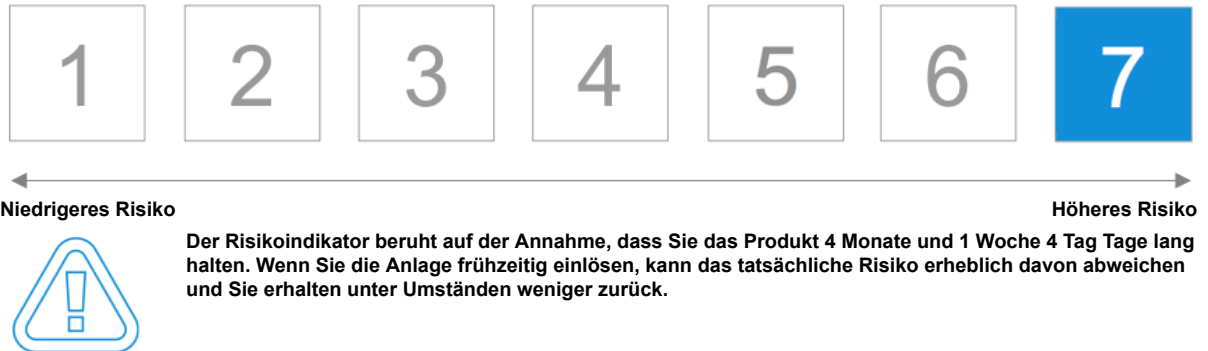 1 2 3 4 5 6 7
Niedrigeres Risiko Höheres Risiko
Der Risikoindikator beruht auf der Annahme, dass Sie das Produkt 4 Monate und 1 Woche 4 Tag Tage lang
halten. Wenn Sie die Anlage frühzeitig einlösen, kann das tatsächliche Risiko erheblich davon abweichen
und Sie erhalten unter Umständen weniger zurück.